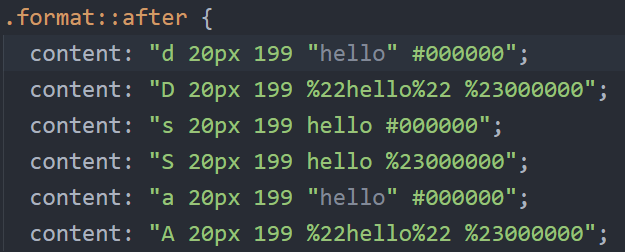 .format::after {
content: "d 20px 199 "hello" #000000";
content: "D 20px 199 %22hello%22 %23000000";
content: "s 20px 199 hello #000000";
content: "S 20px 199 hello %23000000";
content: "a 20px 199 "hello" #000000";
content: "A 20px 199 %22hello%22 %23000000";